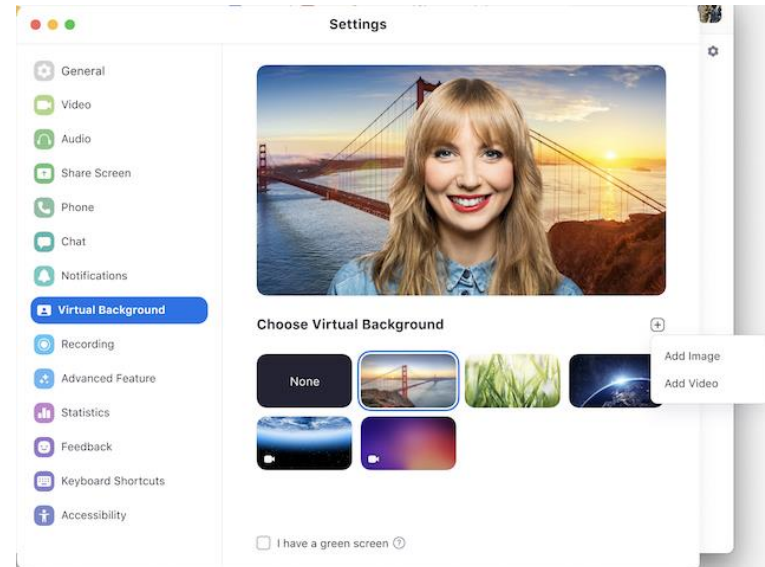 Settings
General
Video
Audio
Share Screen
Phone
Chat
Notifications
Virtual Background
Recording
Advanced Feature
Statistics
Feedback
Keyboard Shortcuts
Accessibility
Choose Virtual Background
Add Image
Add Video
None
I have a green screen ?